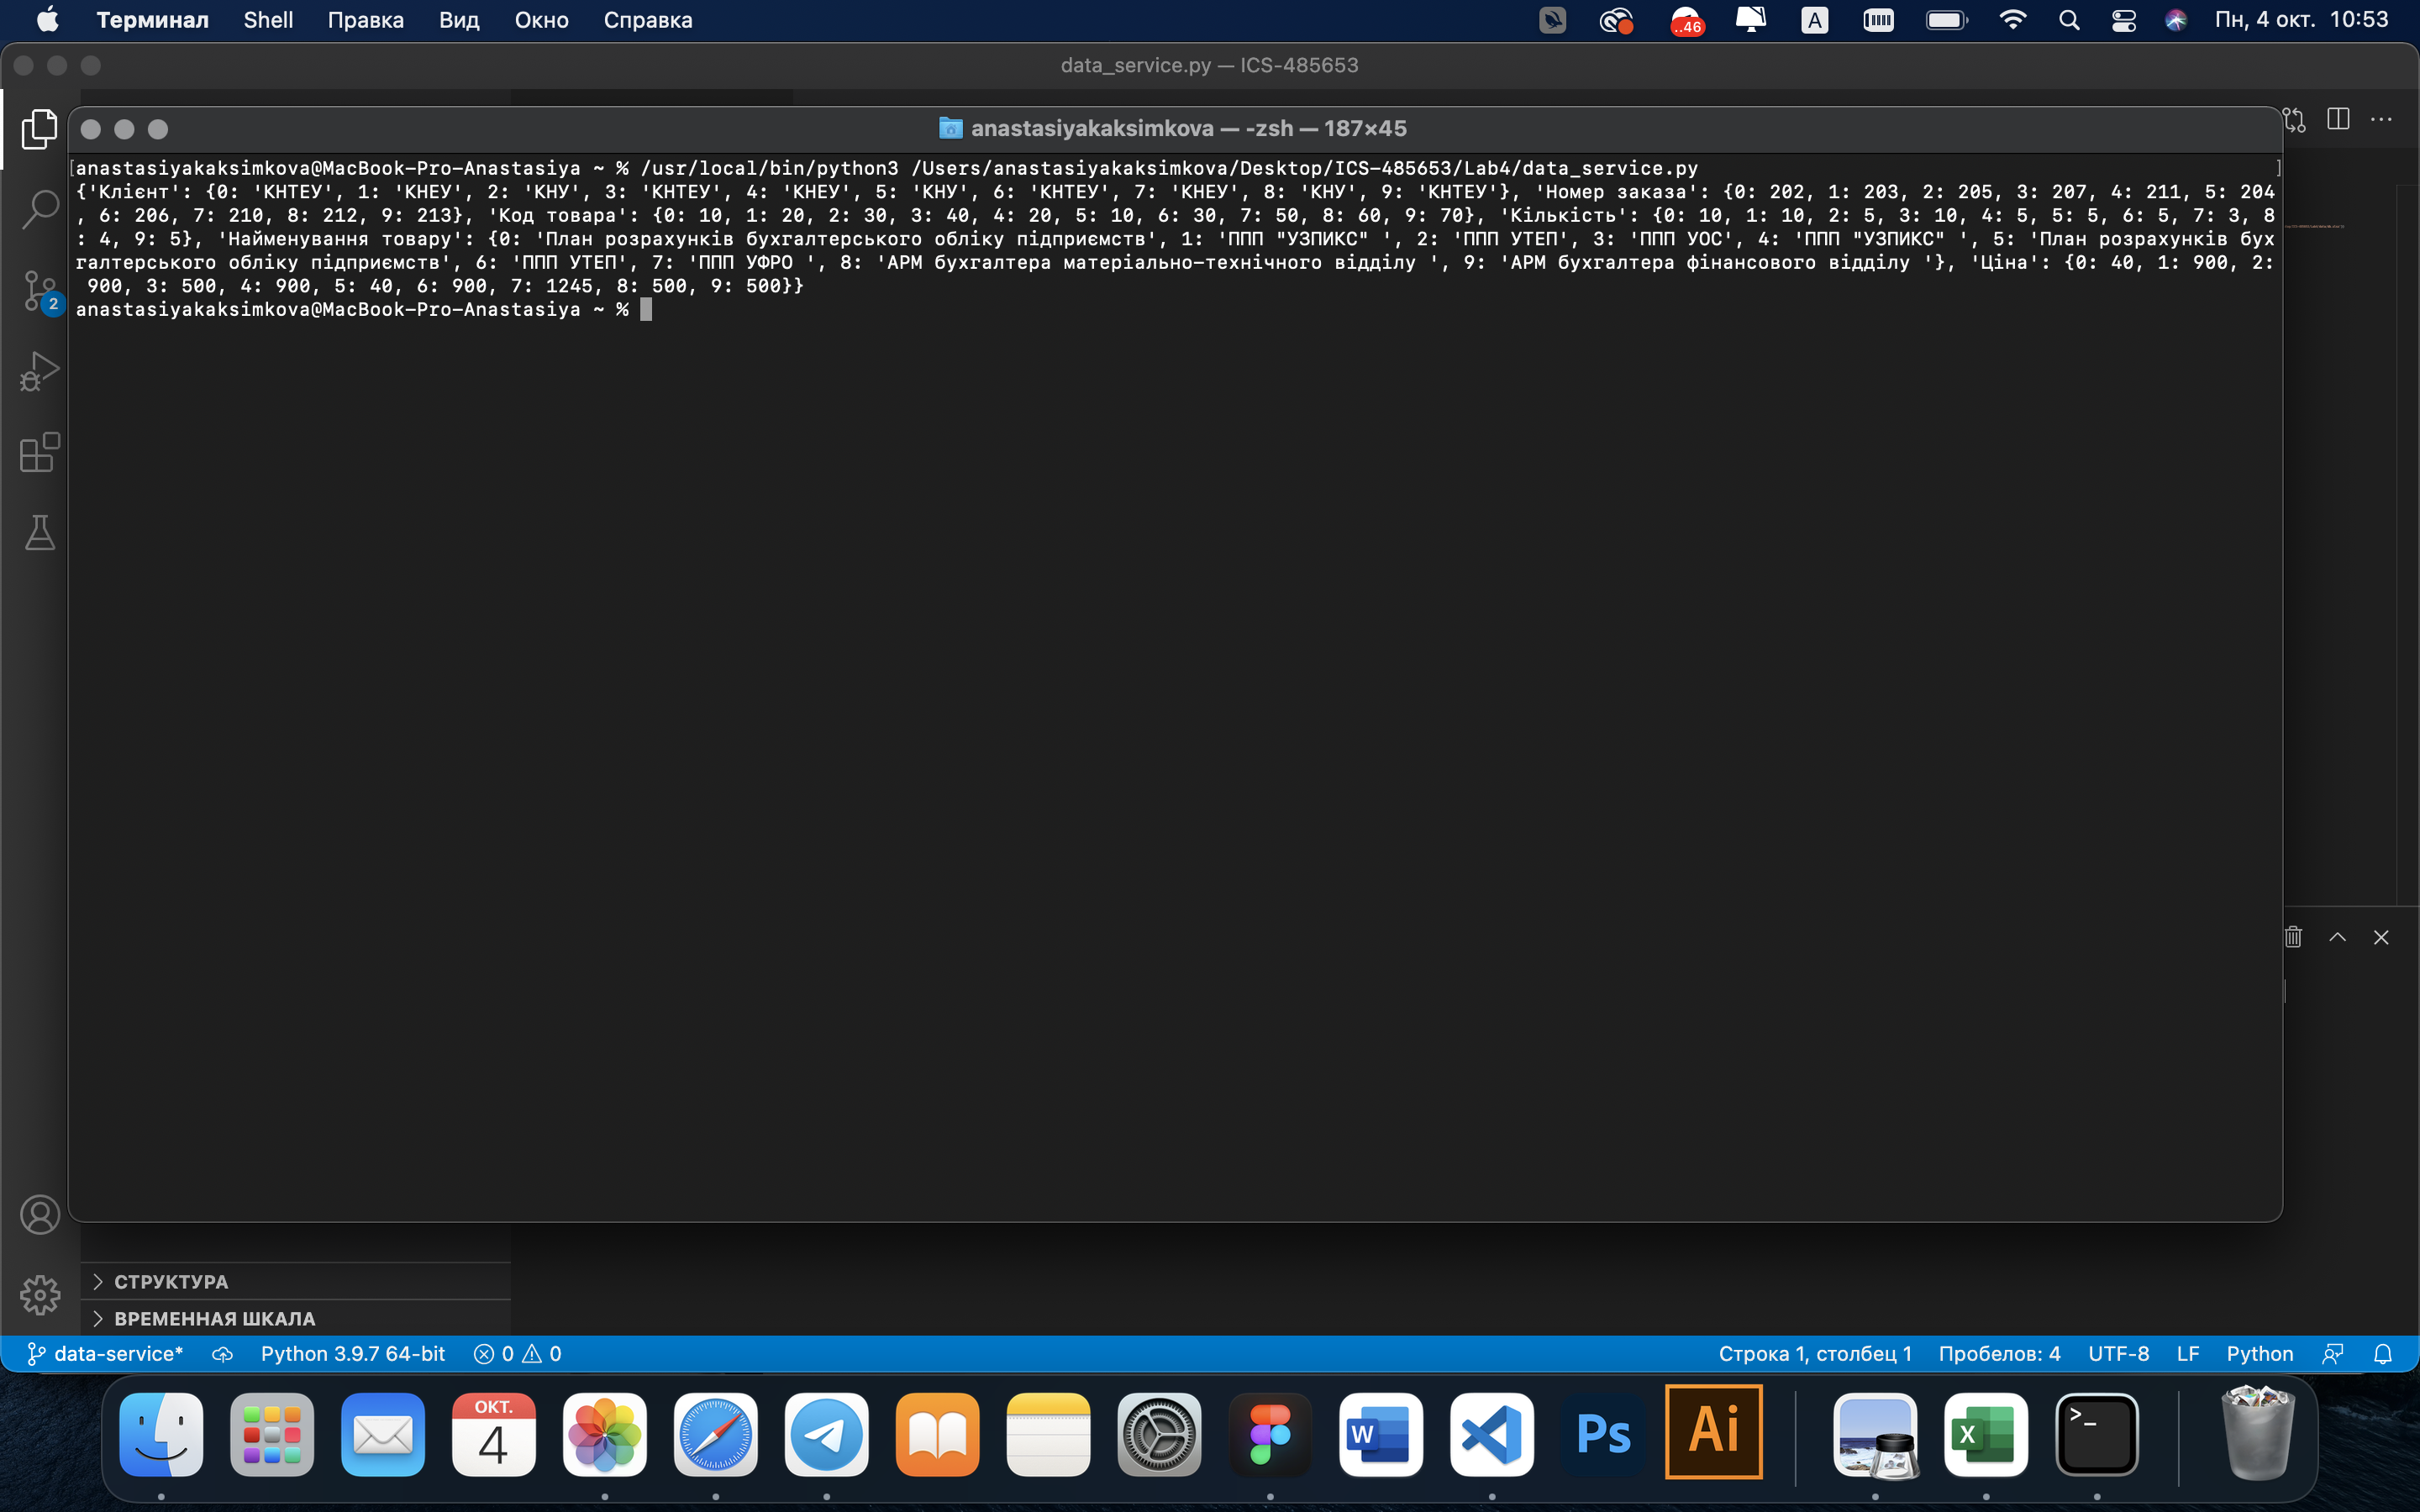 Терминал Shell Правка Вид Окно Справка ..46 A Пн, 4 окт. 10:53
data_service.py — ICS-485653
anastasiyakaksimkova — -zsh — 187×45
[anastasiyakaksimkova@MacBook-Pro-Anastasiya ~ % /usr/local/bin/python3 /Users/anastasiyakaksimkova/Desktop/ICS-485653/Lab4/data_service.py ]
{'Клієнт': {0: 'КНТЕУ', 1: 'КНЕУ', 2: 'КНУ', 3: 'КНТЕУ', 4: 'КНЕУ', 5: 'КНУ', 6: 'КНТЕУ', 7: 'КНЕУ', 8: 'КНУ', 9: 'КНТЕУ'}, 'Номер заказа': {0: 202, 1: 203, 2: 205, 3: 207, 4: 211, 5: 204
, 6: 206, 7: 210, 8: 212, 9: 213}, 'Код товара': {0: 10, 1: 20, 2: 30, 3: 40, 4: 20, 5: 10, 6: 30, 7: 50, 8: 60, 9: 70}, 'Кількість': {0: 10, 1: 10, 2: 5, 3: 10, 4: 5, 5: 5, 6: 5, 7: 3, 8
: 4, 9: 5}, 'Найменування товару': {0: 'План розрахунків бухгалтерського обліку підприємств', 1: 'ППП "УЗПИКС" ', 2: 'ППП УТЕП', 3: 'ППП УОС', 4: 'ППП "УЗПИКС" ', 5: 'План розрахунків бух
галтерського обліку підприємств', 6: 'ППП УТЕП', 7: 'ППП УФРО ', 8: 'АРМ бухгалтера матеріально-технічного відділу ', 9: 'АРМ бухгалтера фінансового відділу '}, 'Ціна': {0: 40, 1: 900, 2:
900, 3: 500, 4: 900, 5: 40, 6: 900, 7: 1245, 8: 500, 9: 500}}
anastasiyakaksimkova@MacBook-Pro-Anastasiya ~ %
2
СТРУКТУРА
ВРЕМЕННАЯ ШКАЛА
data-service* Python 3.9.7 64-bit 0 0 Строка 1, столбец 1 Пробелов: 4 UTF-8 LF Python
ОКТ.
4 W Ps Ai X >_